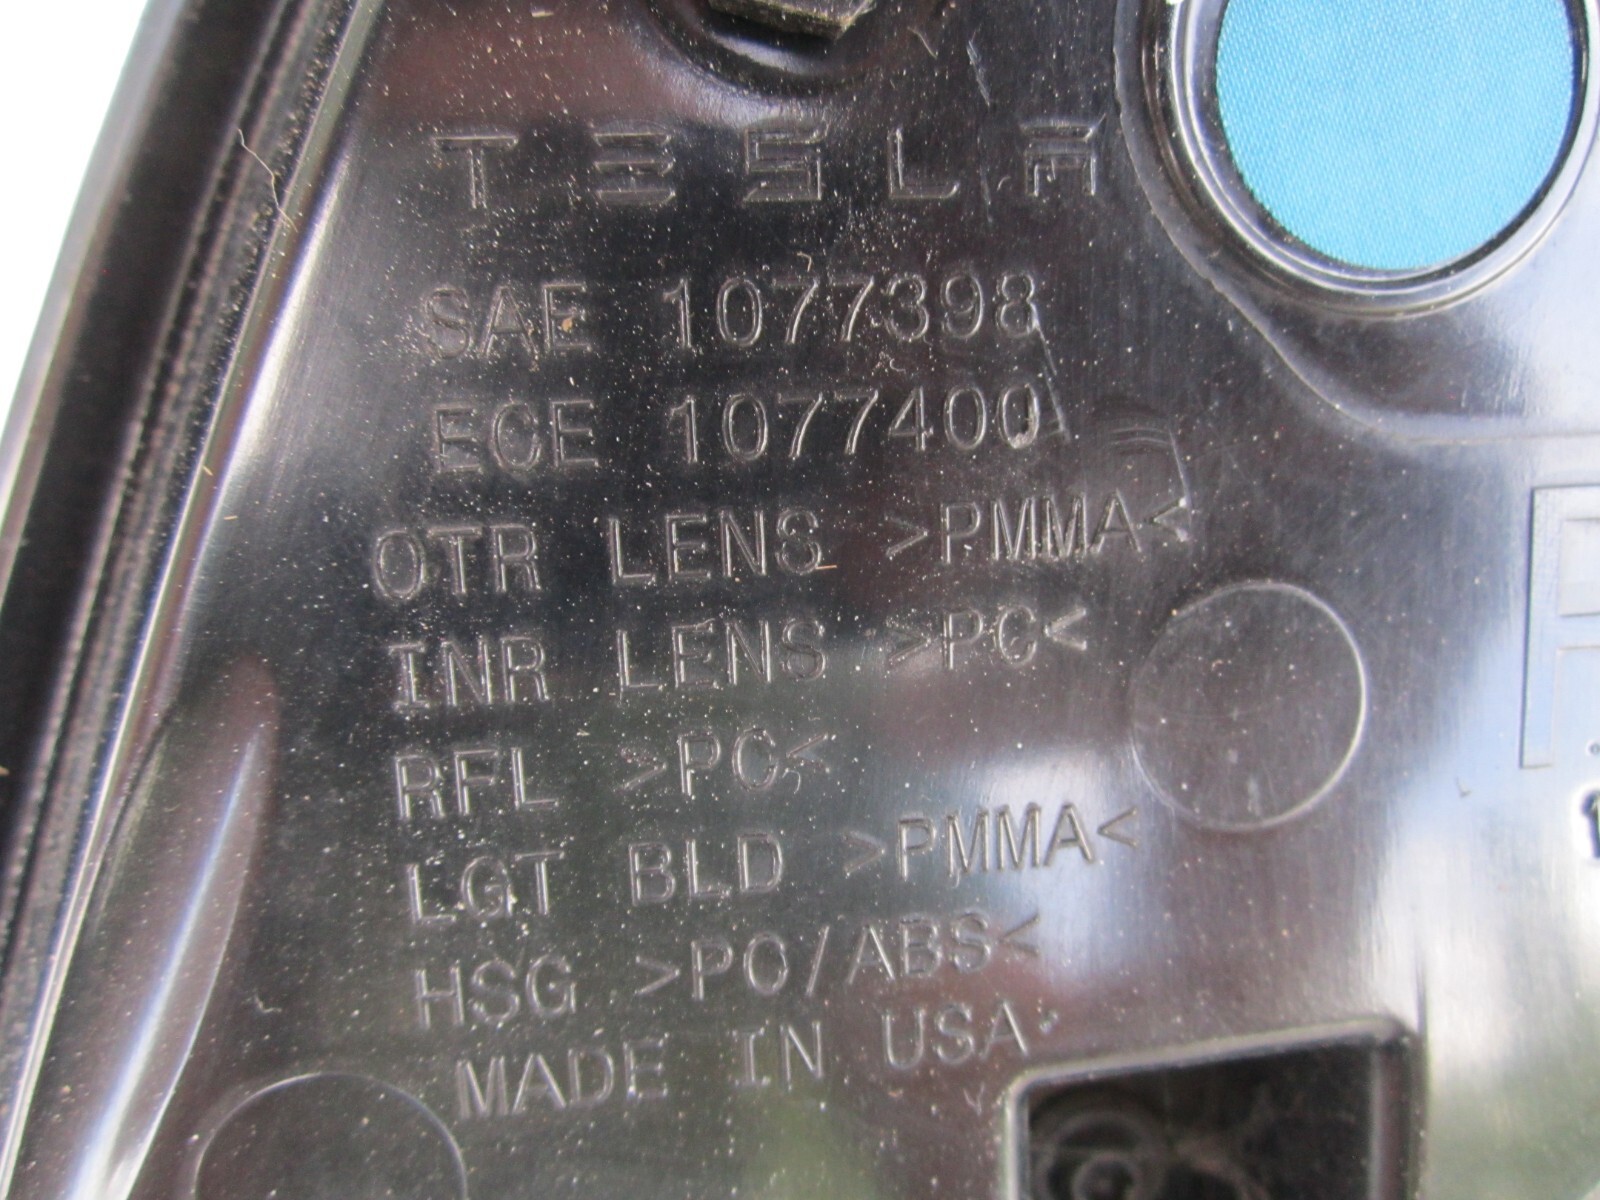 TESLA
SAE 1077398
ECE 1077400
OTR LENS >PMMA<
INR LENS >PC<
RFL >PC<
LGT BLD >PMMA<
HSG >PC/ABS<
MADE IN USA